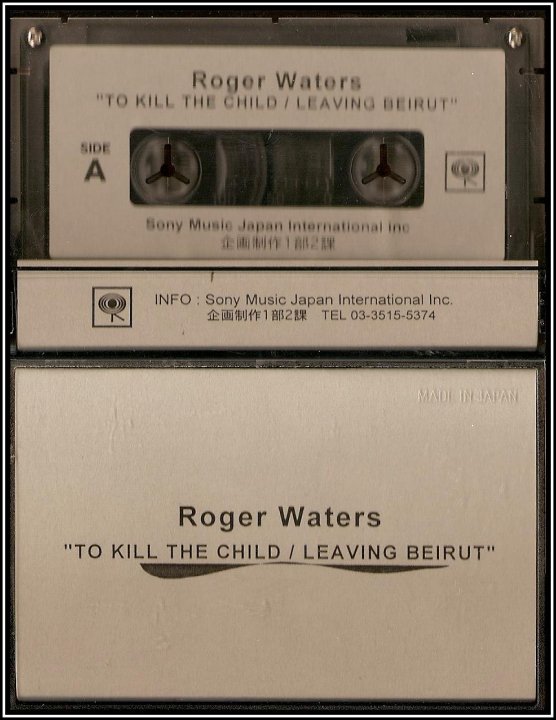 Roger Waters
"TO KILL THE CHILD / LEAVING BEIRUT"
SIDE
A
Sony Music Japan International inc
企画制作1部2課
INFO : Sony Music Japan International Inc.
企画制作1部2課 TEL 03-3515-5374
MADE IN JAPAN
Roger Waters
"TO KILL THE CHILD / LEAVING BEIRUT"